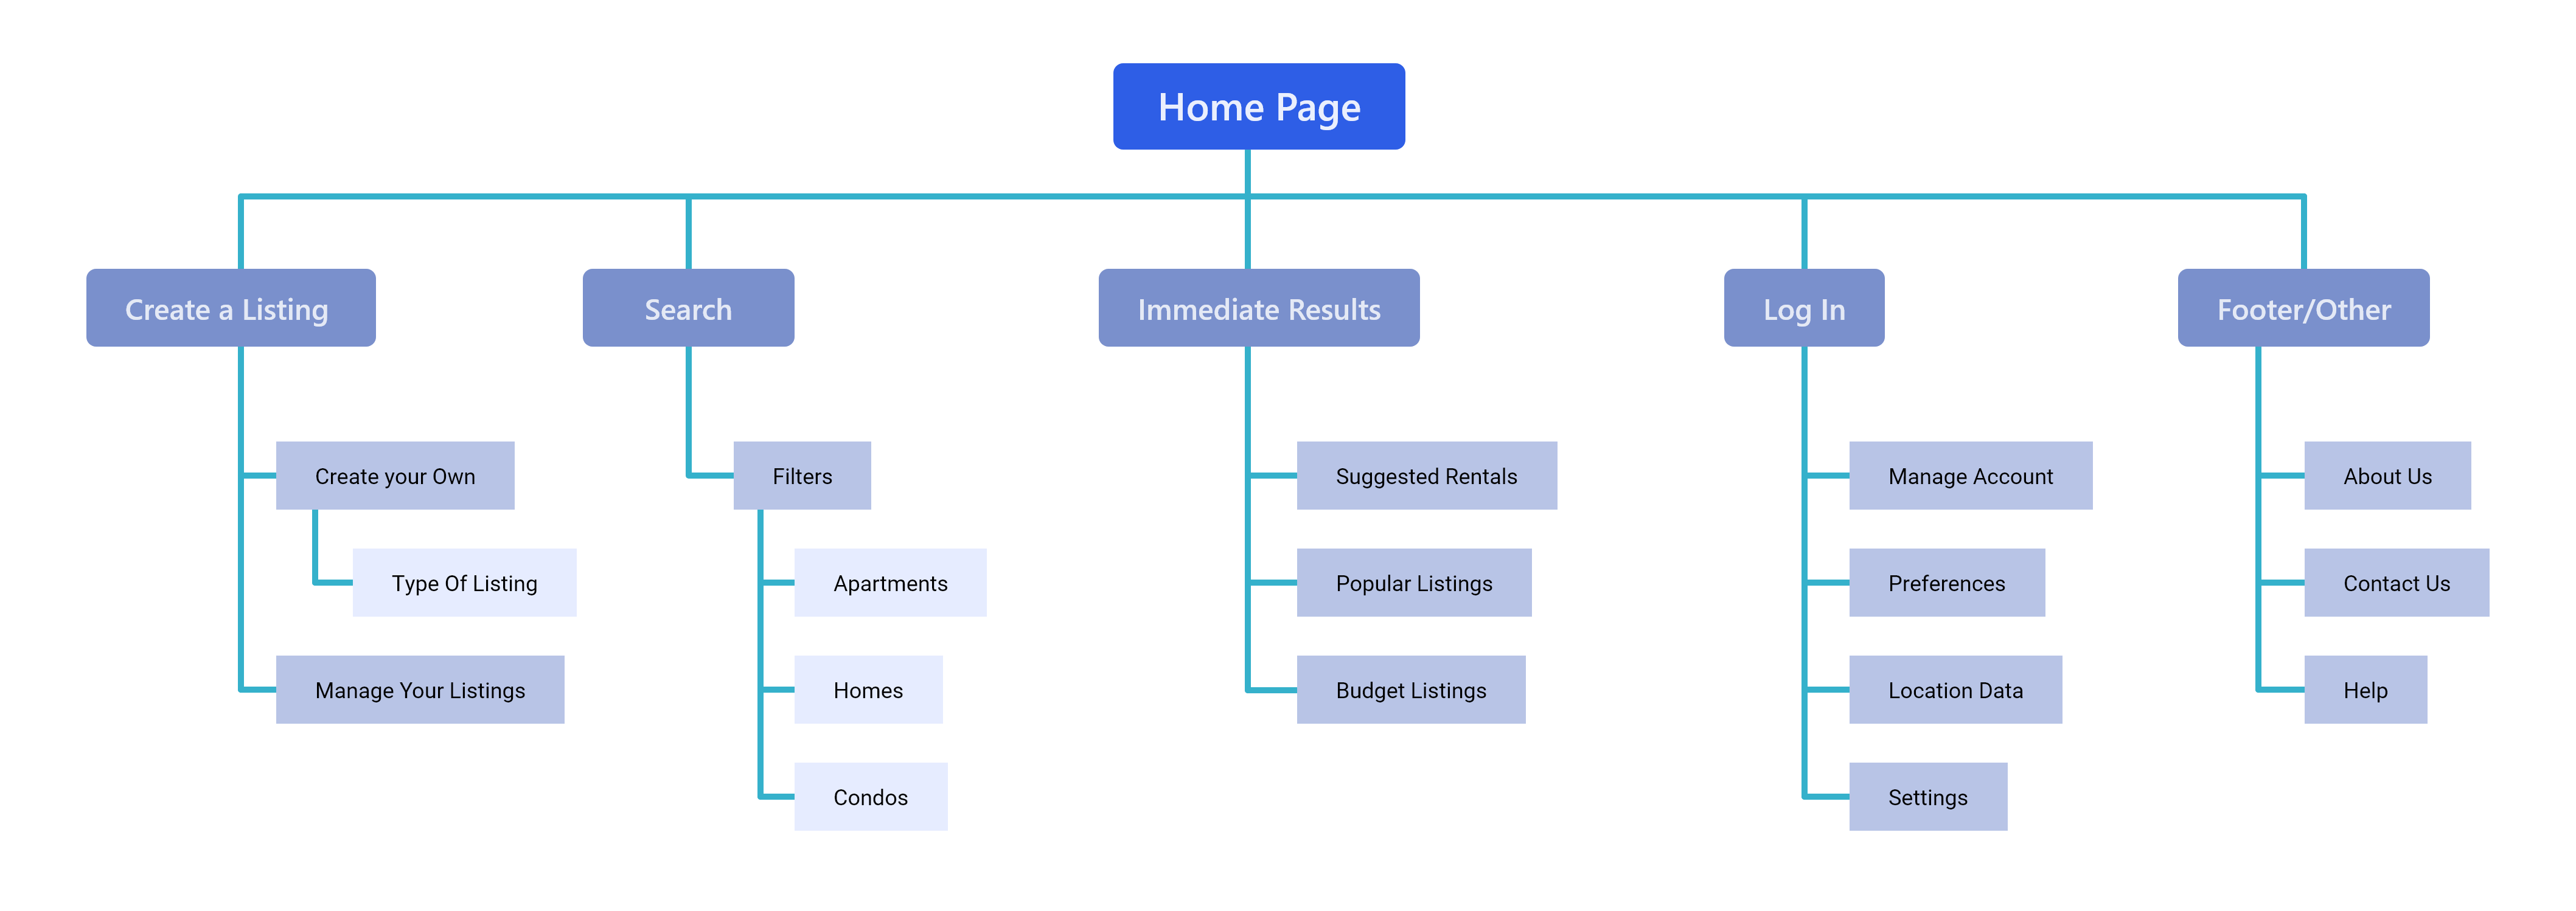 Home Page
Create a Listing
Search
Immediate Results
Log In
Footer/Other
Create your Own
Type Of Listing
Manage Your Listings
Filters
Apartments
Homes
Condos
Suggested Rentals
Popular Listings
Budget Listings
Manage Account
Preferences
Location Data
Settings
About Us
Contact Us
Help